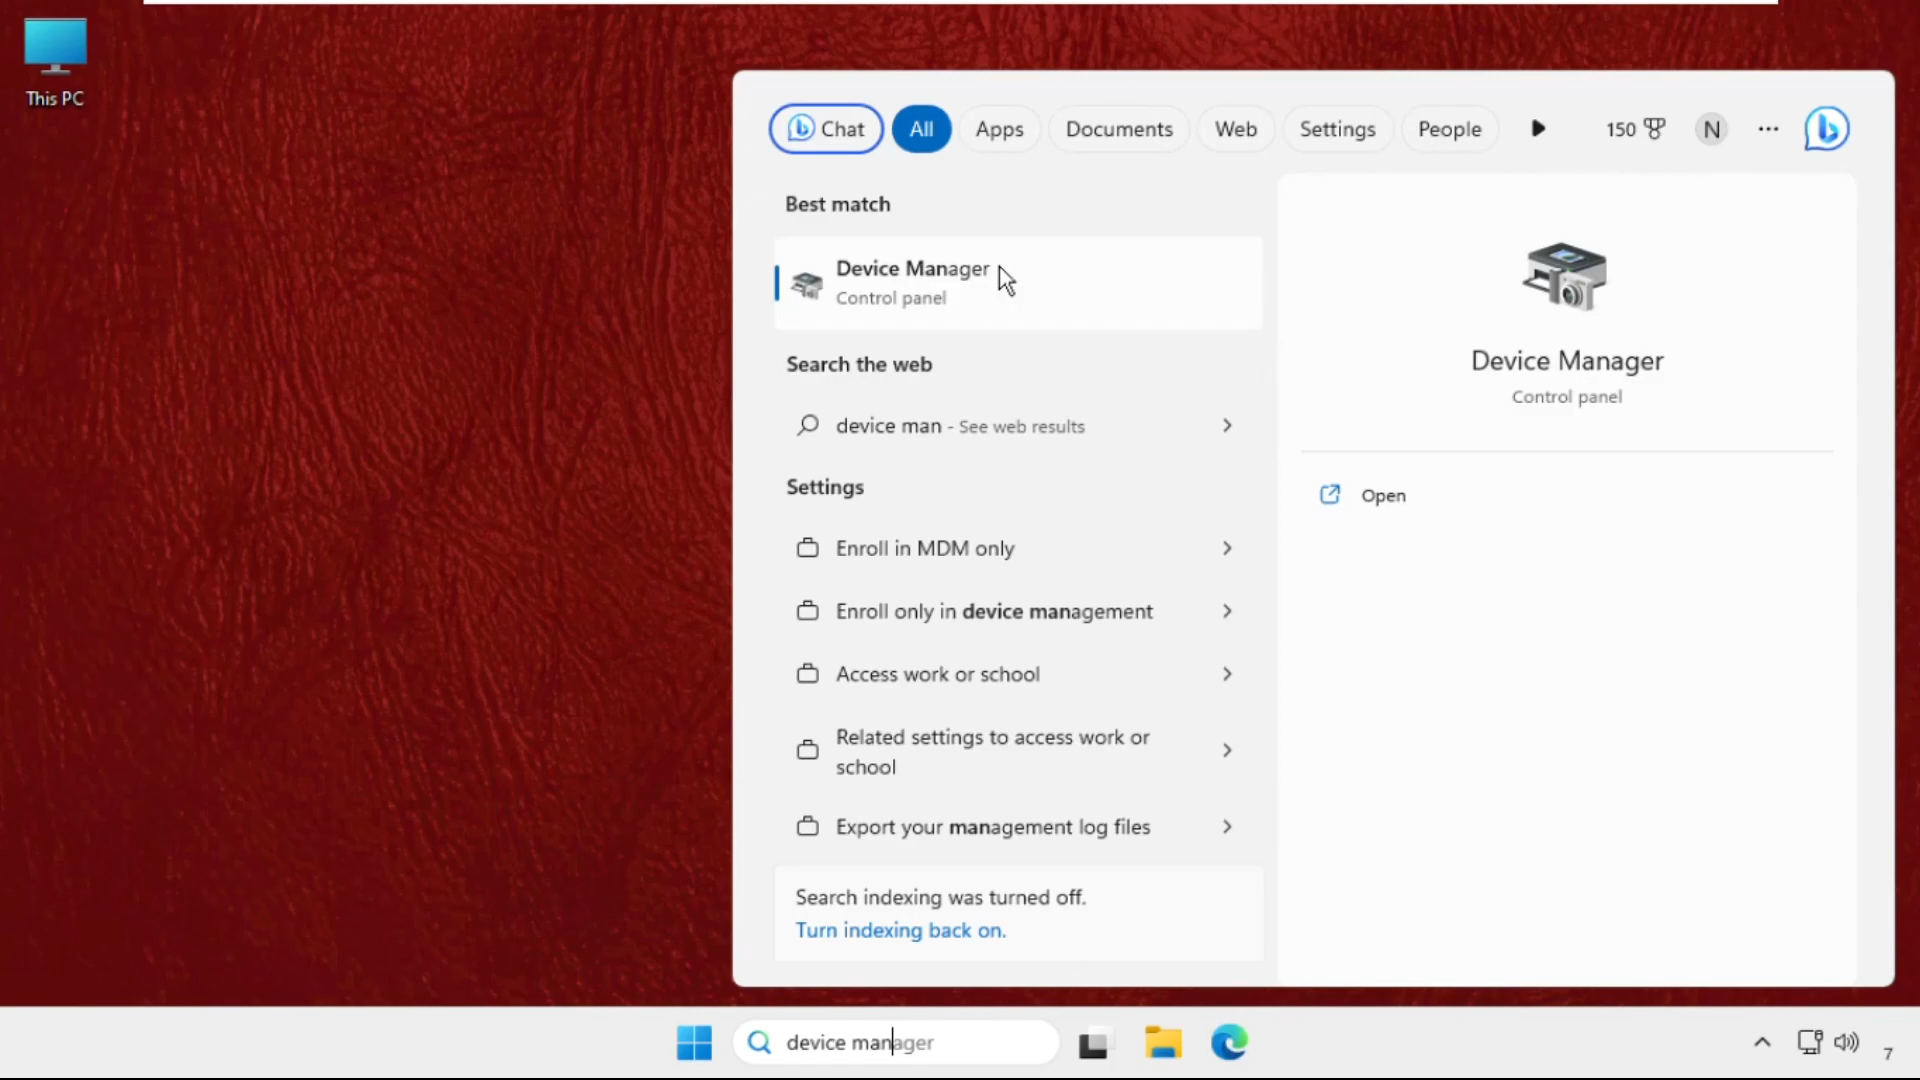 This PC
Chat All Apps Documents Web Settings People 150 N
Best match
Device Manager
Control panel
Search the web
device man - See web results
Settings
Enroll in MDM only
Enroll only in device management
Access work or school
Related settings to access work or
school
Export your management log files
Search indexing was turned off.
Turn indexing back on.
Device Manager
Control panel
Open
device manager
7